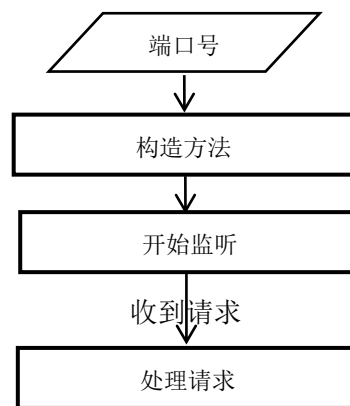 端口号
构造方法
开始监听
收到请求
处理请求